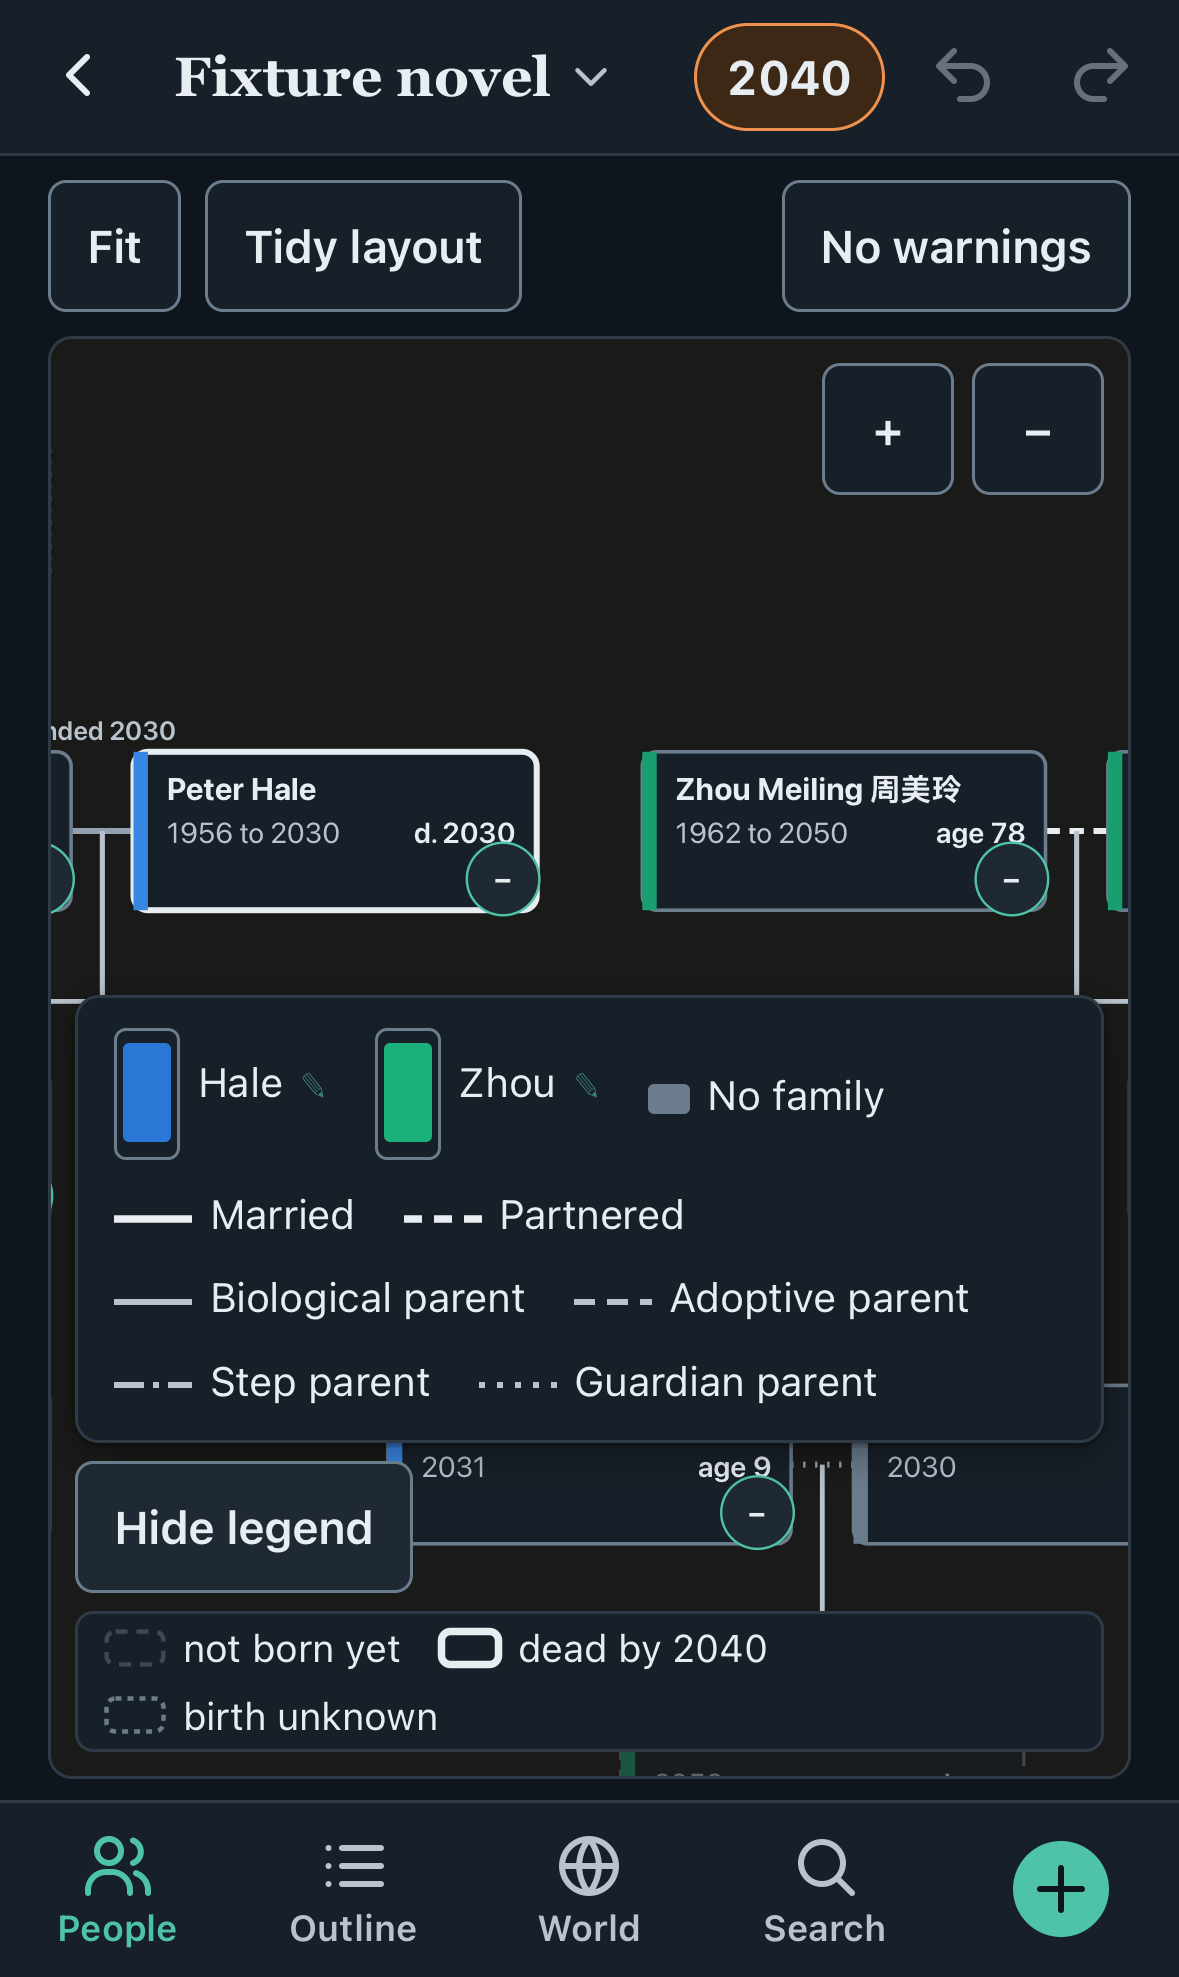 Fixture novel
2040
Fit
Tidy layout
No warnings
+
−
nded 2030
Peter Hale
1956 to 2030
d. 2030
−
Zhou Meiling 周美玲
1962 to 2050
age 78
−
Hale
Zhou
No family
Married
Partnered
Biological parent
Adoptive parent
Step parent
Guardian parent
2031
age 9
−
2030
Hide legend
not born yet
dead by 2040
birth unknown
People
Outline
World
Search